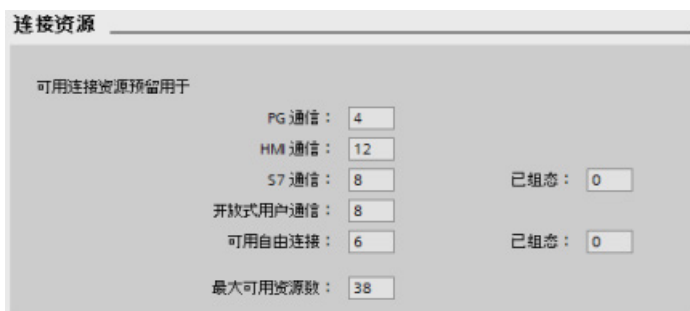 连接资源
可用连接资源预留用于
PG 通信： 4
HMI 通信： 12
S7 通信： 8 已组态： 0
开放式用户通信： 8
可用自由连接： 6 已组态： 0
最大可用资源数： 38